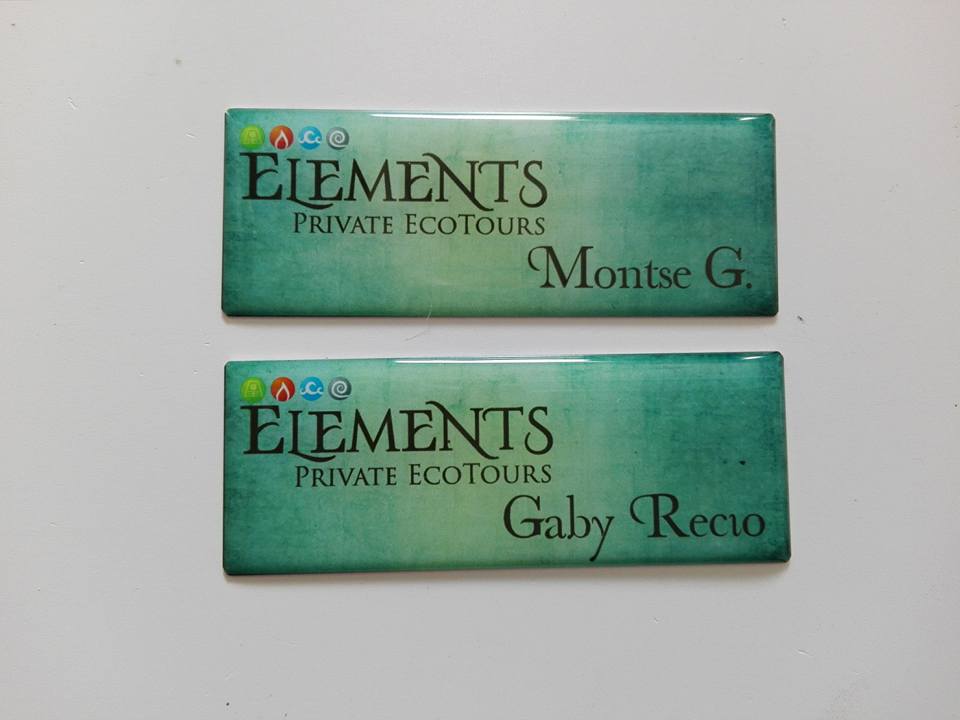 ELEMENTS
PRIVATE ECOTOURS
Montse G.
ELEMENTS
PRIVATE ECOTOURS
Gaby Recio